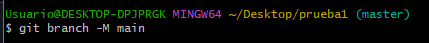 Usuario@DESKTOP-DPJPRGK MINGW64 ~/Desktop/prueba1 (master)
$ git branch -M main